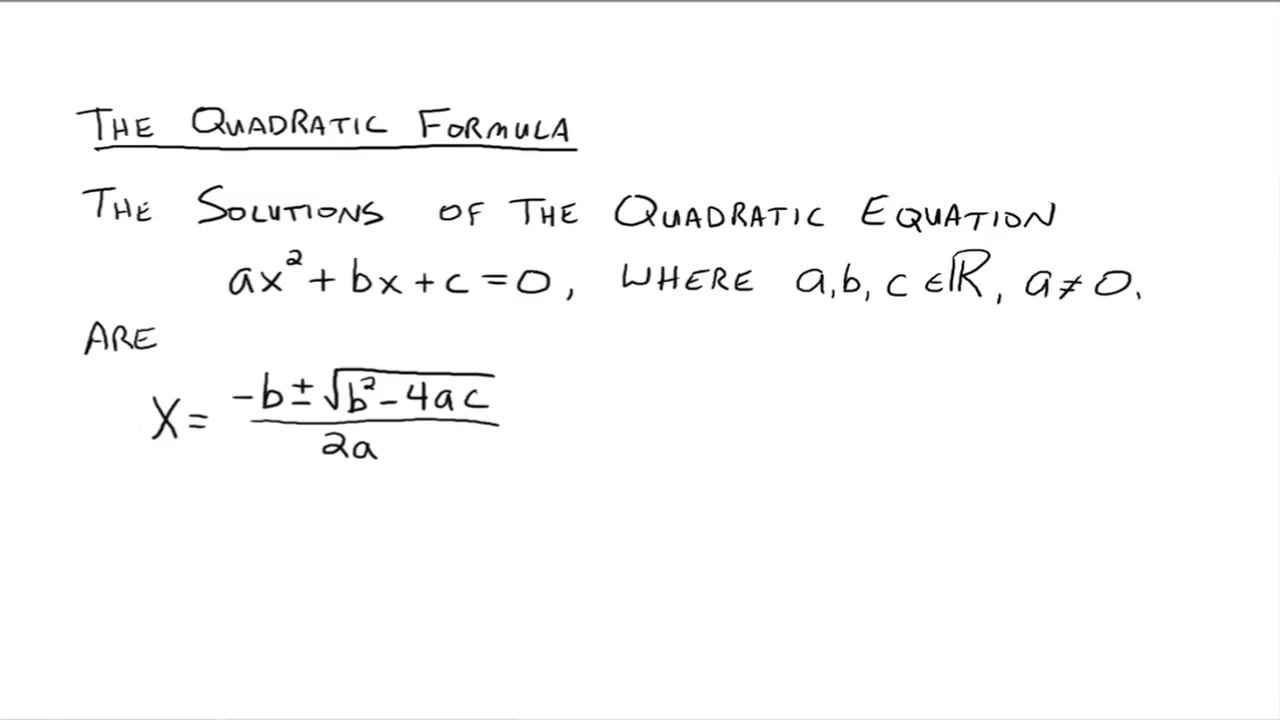 THE QUADRATIC FORMULA
THE SOLUTIONS OF THE QUADRATIC EQUATION
ax² + bx + c = 0, WHERE a, b, c ∈ ℝ, a ≠ 0.
ARE
X = (-b ± √(b² - 4ac)) / 2a